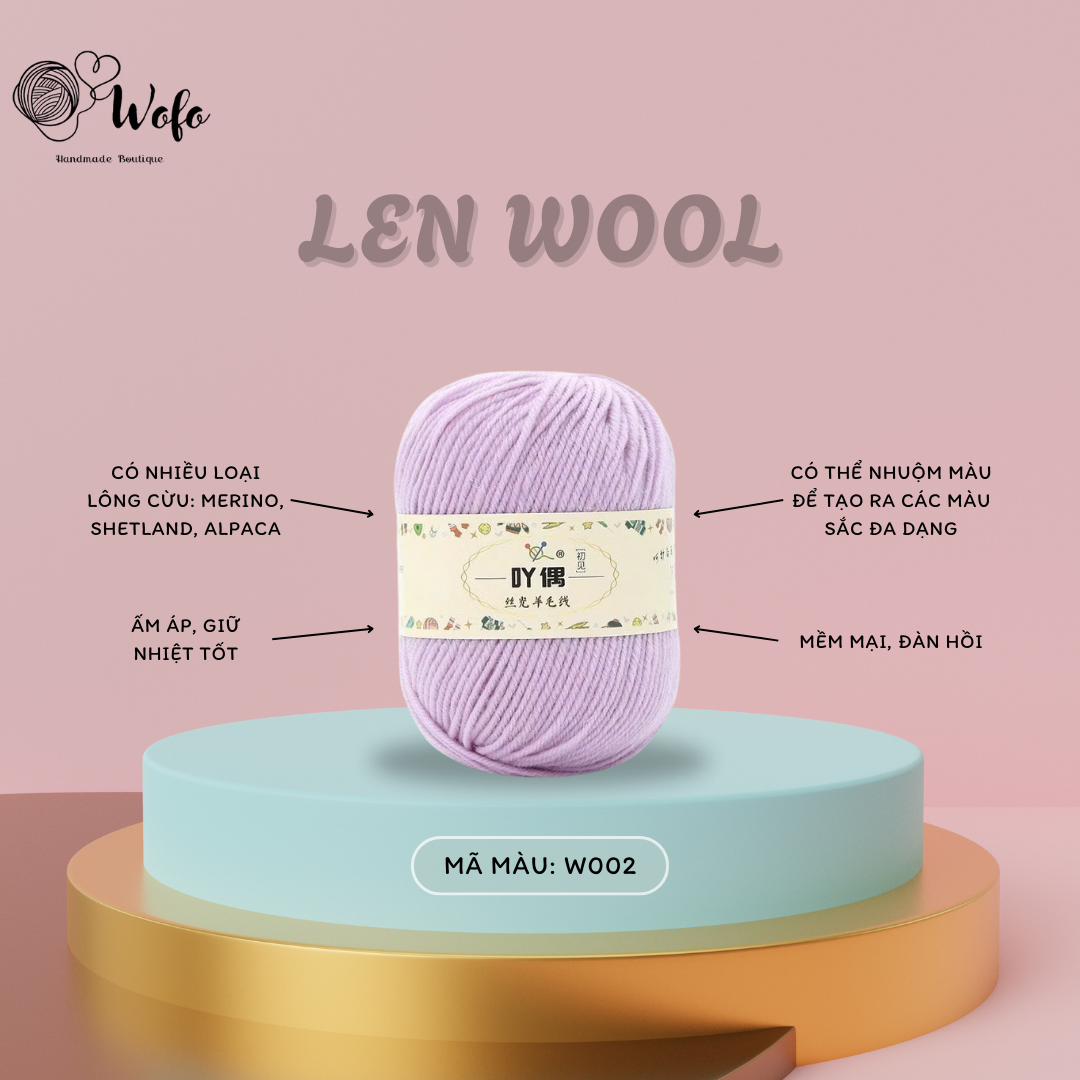 Wofo
Handmade Boutique
LEN WOOL
CÓ NHIỀU LOẠI
LÔNG CỪU: MERINO,
SHETLAND, ALPACA
ẤM ÁP, GIỮ
NHIỆT TỐT
CÓ THỂ NHUỘM MÀU
ĐỂ TẠO RA CÁC MÀU
SẮC ĐA DẠNG
MỀM MẠI, ĐÀN HỒI
®
[初见]
吖偶
丝光羊毛线
MÃ MÀU: W002